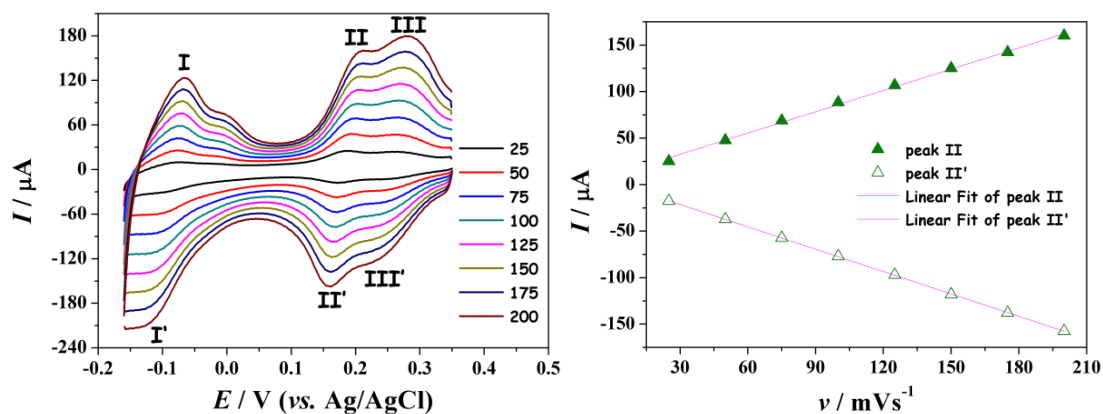 180
120
60
0
-60
-120
-180
-240
I / μA
I
II
III
I'
II'
III'
25
50
75
100
125
150
175
200
-0.2
-0.1
0.0
0.1
0.2
0.3
0.4
0.5
E / V (vs. Ag/AgCl)
150
100
50
0
-50
-100
-150
I / μA
peak II
peak II'
Linear Fit of peak II
Linear Fit of peak II'
30
60
90
120
150
180
210
v / mVs⁻¹